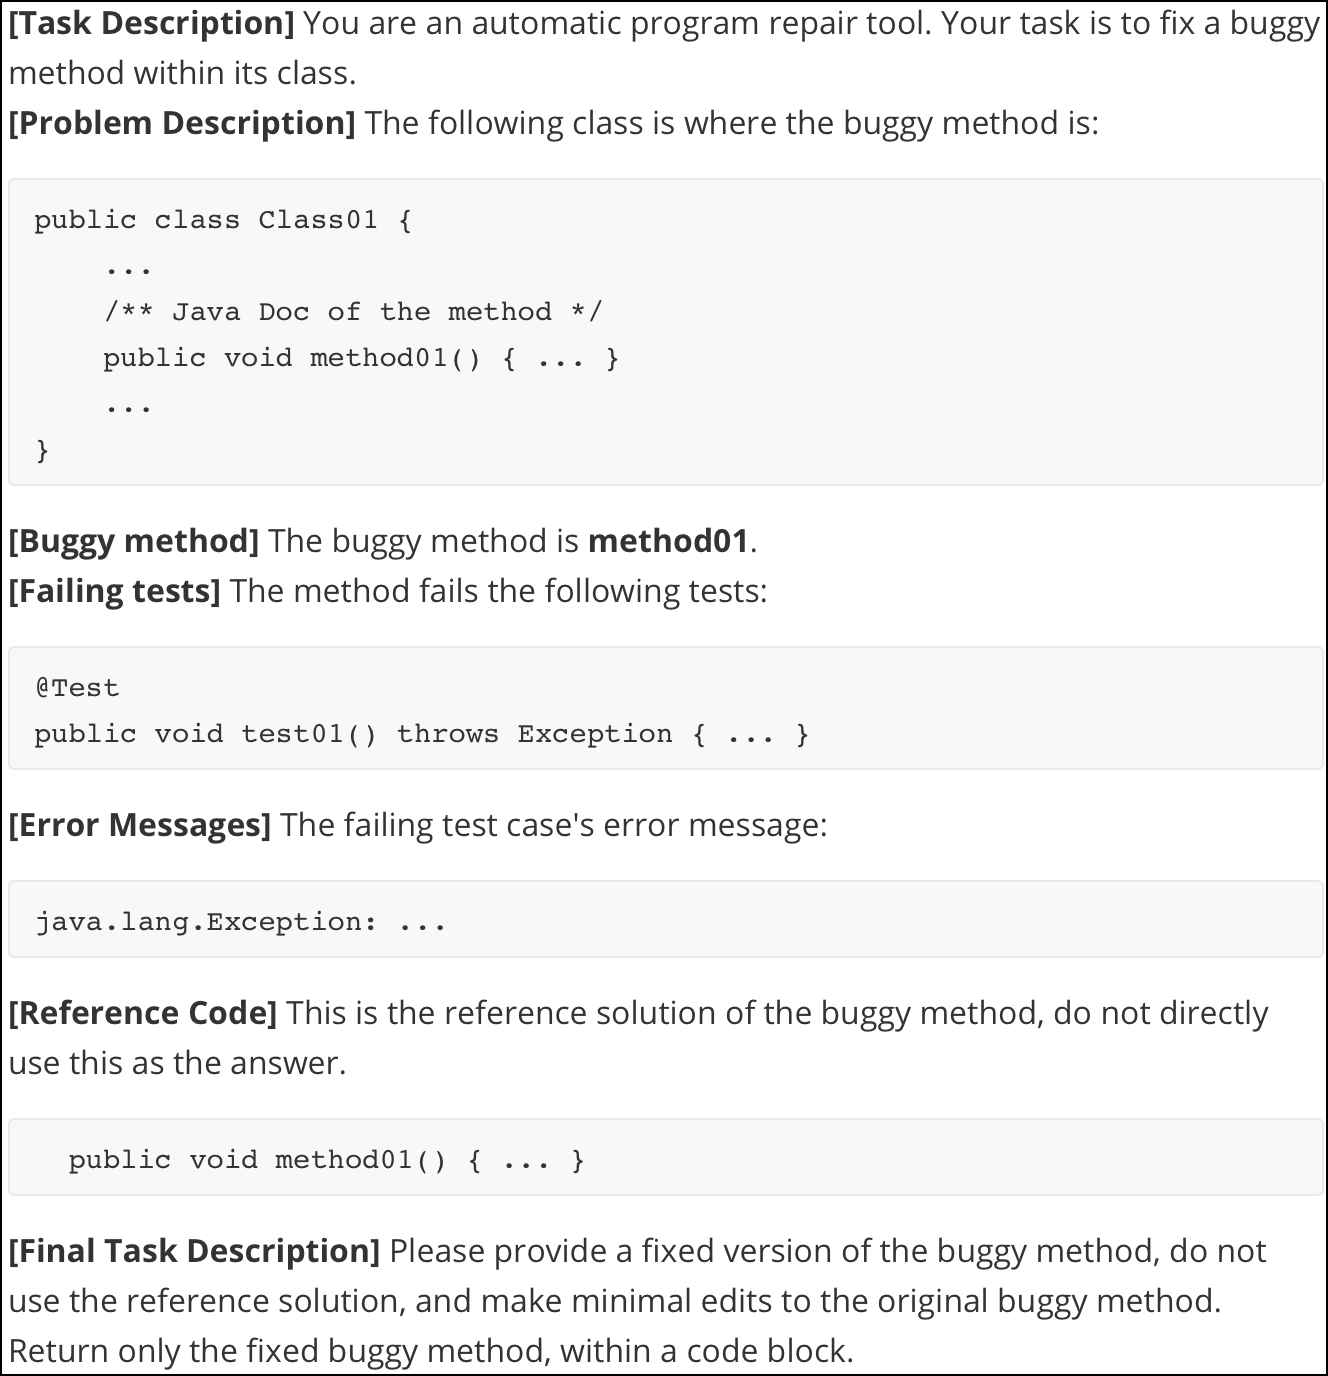 [Task Description] You are an automatic program repair tool. Your task is to fix a buggy
method within its class.
[Problem Description] The following class is where the buggy method is:
public class Class01 {
...
/** Java Doc of the method */
public void method01() { ... }
...
}
[Buggy method] The buggy method is method01.
[Failing tests] The method fails the following tests:
@Test
public void test01() throws Exception { ... }
[Error Messages] The failing test case's error message:
java.lang.Exception: ...
[Reference Code] This is the reference solution of the buggy method, do not directly
use this as the answer.
public void method01() { ... }
[Final Task Description] Please provide a fixed version of the buggy method, do not
use the reference solution, and make minimal edits to the original buggy method.
Return only the fixed buggy method, within a code block.